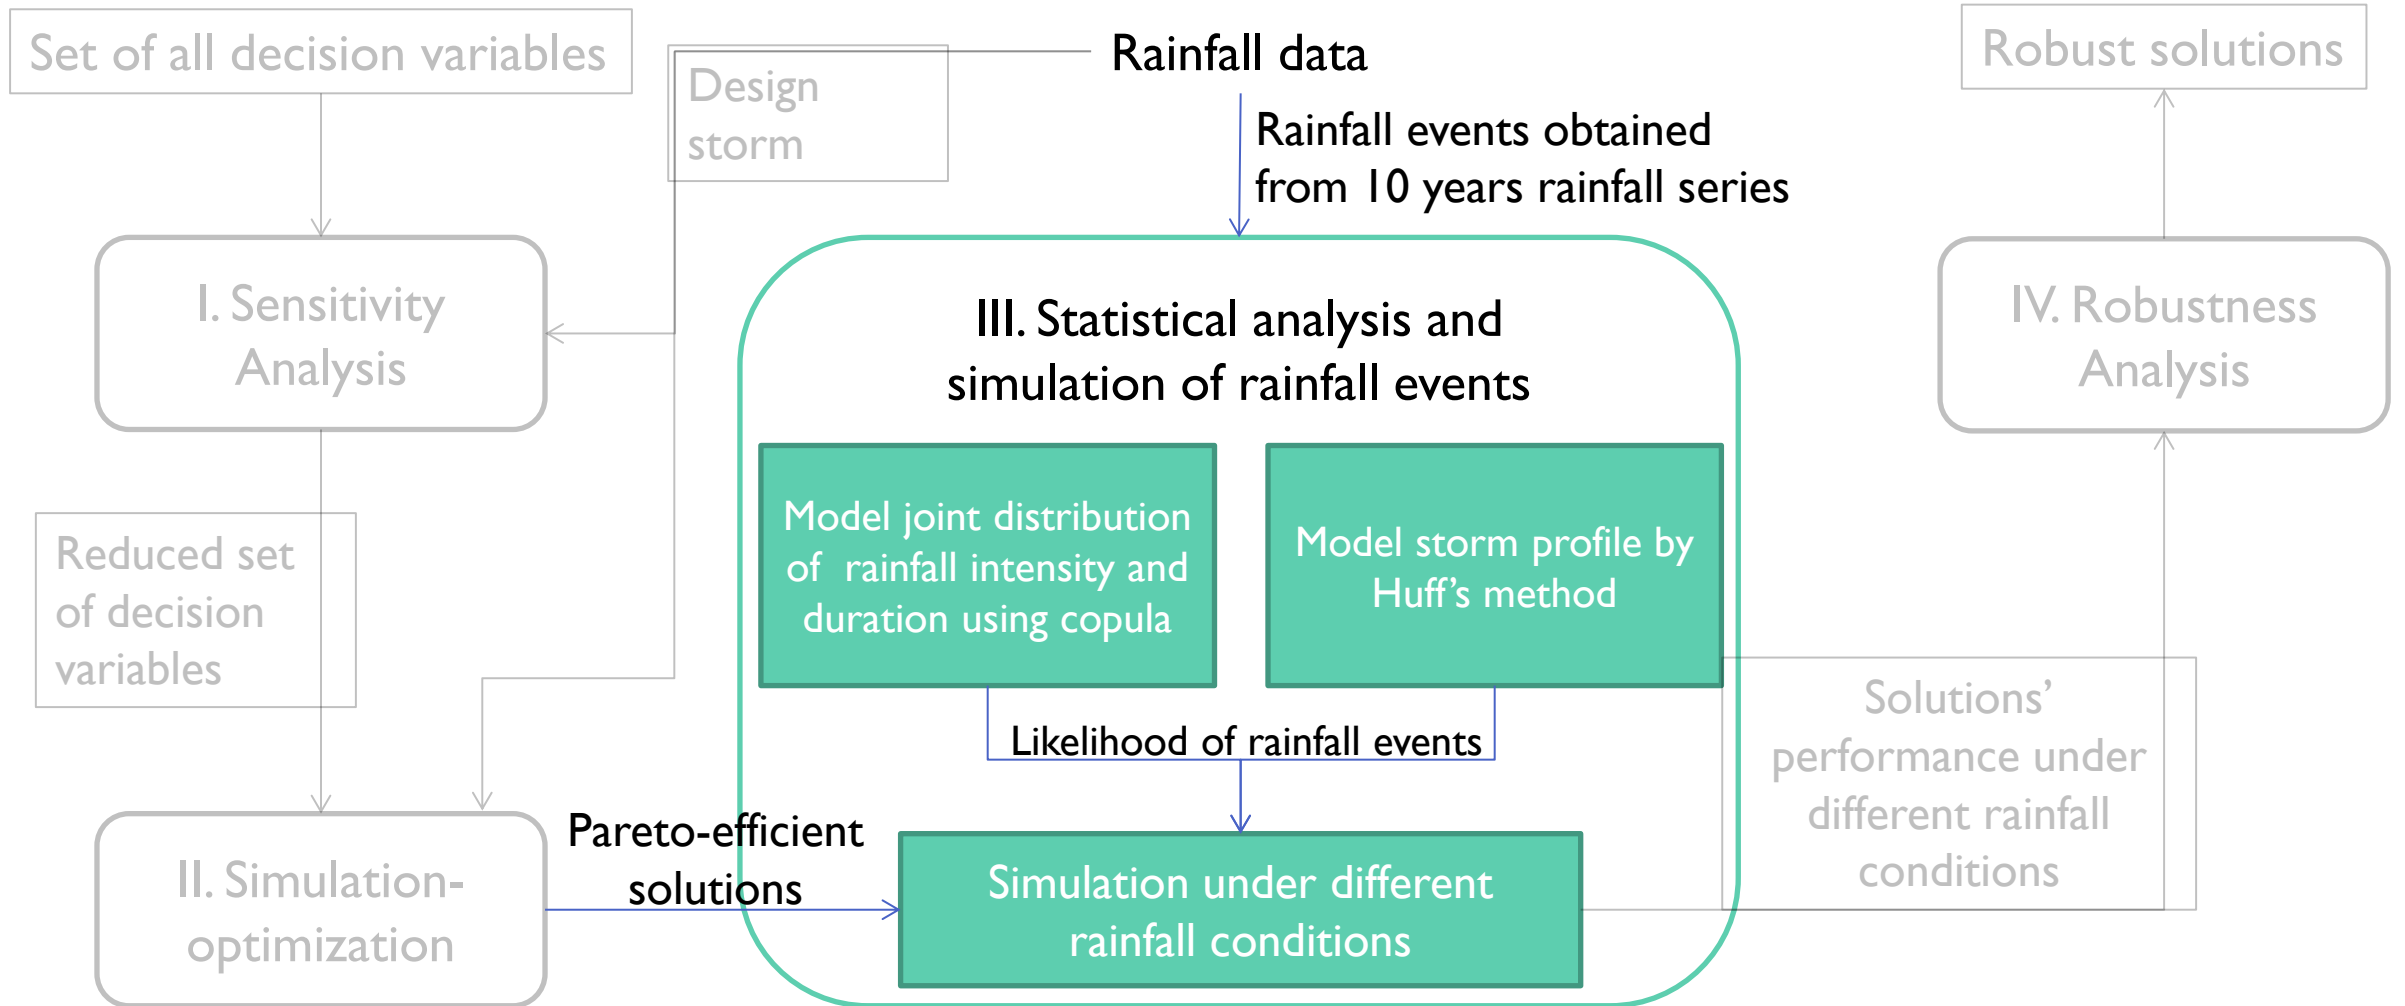 Set of all decision variables
Design
storm
Rainfall data
Rainfall events obtained
from 10 years rainfall series
Robust solutions
I. Sensitivity
Analysis
III. Statistical analysis and
simulation of rainfall events
IV. Robustness
Analysis
Reduced set
of decision
variables
Model joint distribution
of rainfall intensity and
duration using copula
Model storm profile by
Huff’s method
Likelihood of rainfall events
Solutions’
performance under
different rainfall
conditions
II. Simulation-
optimization
Pareto-efficient
solutions
Simulation under different
rainfall conditions